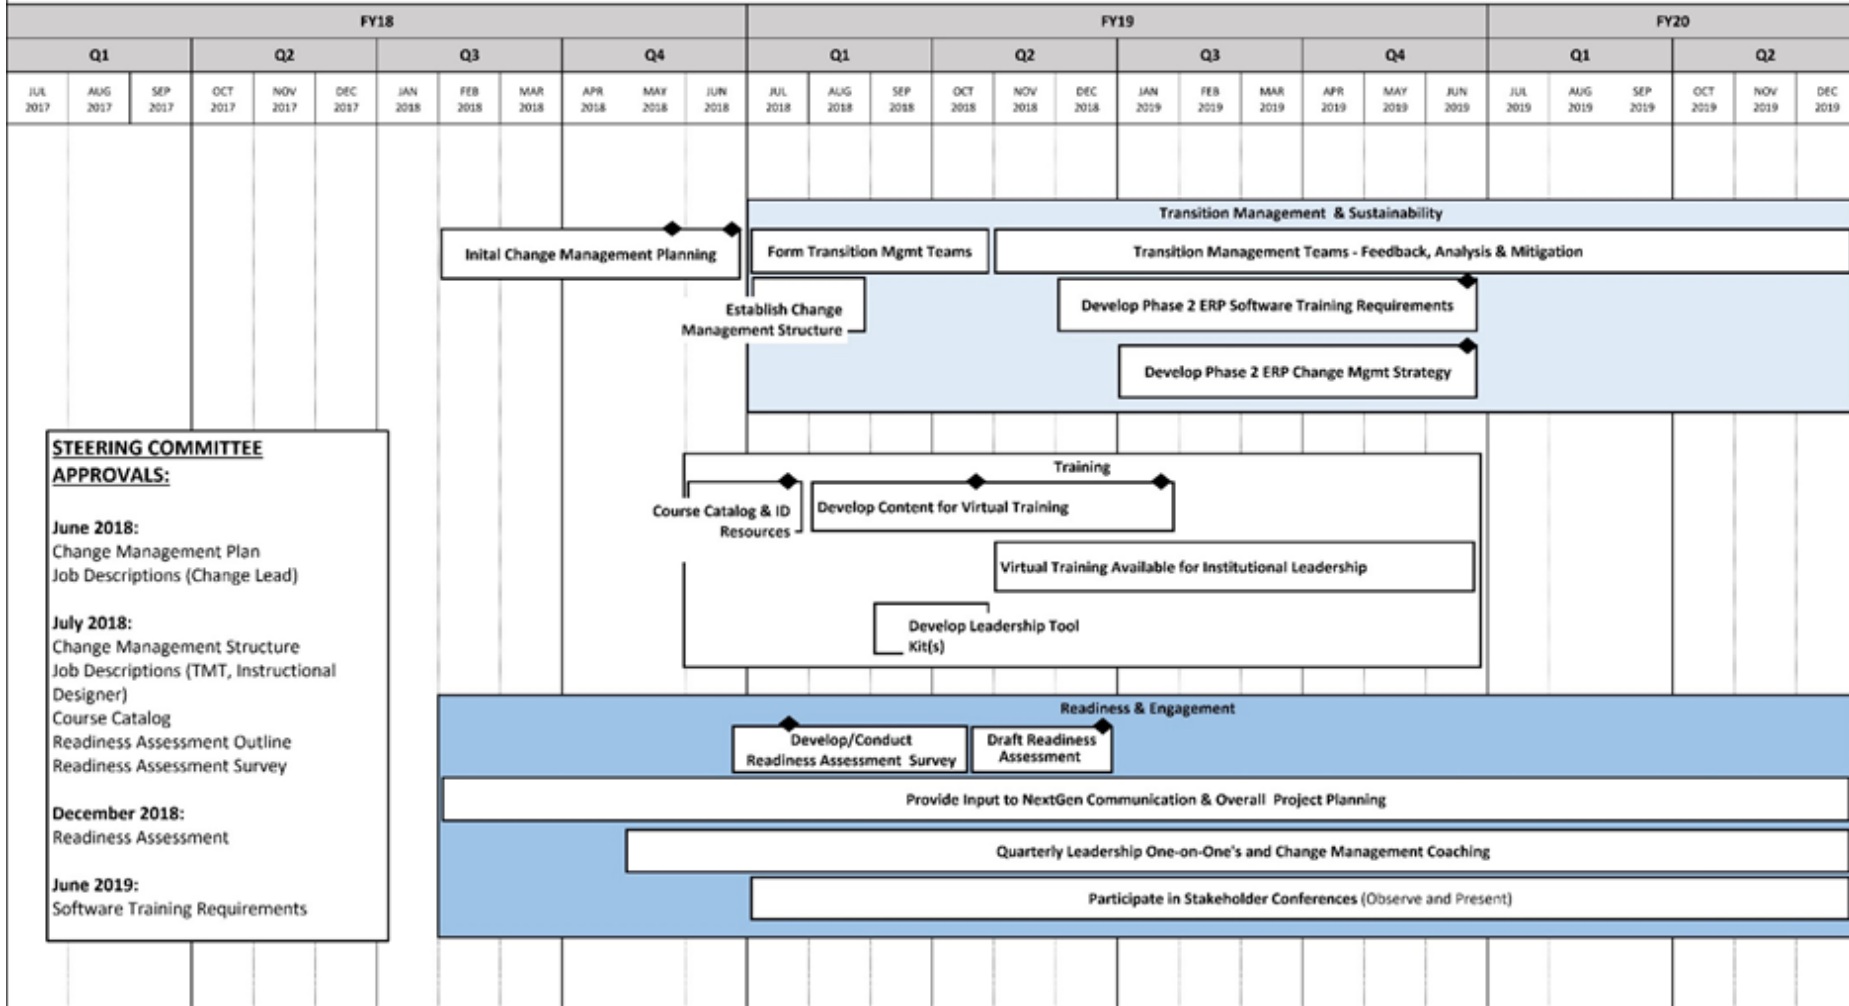 FY18 FY19 FY20
Q1 Q2 Q3 Q4 Q1 Q2 Q3 Q4 Q1 Q2
JUL AUG SEP OCT NOV DEC JAN FEB MAR APR MAY JUN JUL AUG SEP OCT NOV DEC JAN FEB MAR APR MAY JUN JUL AUG SEP OCT NOV DEC
2017 2017 2017 2017 2017 2017 2018 2018 2018 2018 2018 2018 2018 2018 2018 2018 2018 2018 2019 2019 2019 2019 2019 2019 2019 2019 2019 2019 2019 2019
Transition Management & Sustainability
Inital Change Management Planning
Form Transition Mgmt Teams
Transition Management Teams - Feedback, Analysis & Mitigation
Establish Change
Management Structure
Develop Phase 2 ERP Software Training Requirements
Develop Phase 2 ERP Change Mgmt Strategy
STEERING COMMITTEE
APPROVALS:
June 2018:
Change Management Plan
Job Descriptions (Change Lead)
July 2018:
Change Management Structure
Job Descriptions (TMT, Instructional
Designer)
Course Catalog
Readiness Assessment Outline
Readiness Assessment Survey
December 2018:
Readiness Assessment
June 2019:
Software Training Requirements
Training
Course Catalog & ID
Resources
Develop Content for Virtual Training
Virtual Training Available for Institutional Leadership
Develop Leadership Tool
Kit(s)
Readiness & Engagement
Develop/Conduct
Readiness Assessment Survey
Draft Readiness
Assessment
Provide Input to NextGen Communication & Overall Project Planning
Quarterly Leadership One-on-One's and Change Management Coaching
Participate in Stakeholder Conferences (Observe and Present)